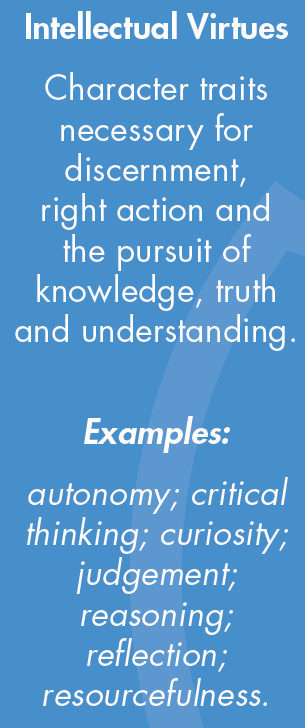 Intellectual Virtues
Character traits
necessary for
discernment,
right action and
the pursuit of
knowledge, truth
and understanding.
Examples:
autonomy; critical
thinking; curiosity;
judgement;
reasoning;
reflection;
resourcefulness.